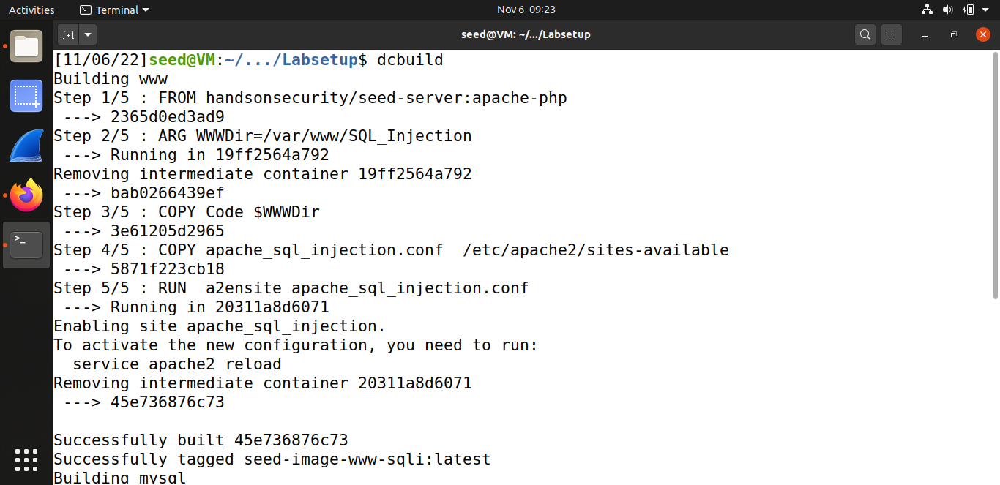 Activities Terminal Nov 6 09:23
seed@VM: ~/.../Labsetup
[11/06/22]seed@VM:~/.../Labsetup$ dcbuild
Building www
Step 1/5 : FROM handsonsecurity/seed-server:apache-php
 ---> 2365d0ed3ad9
Step 2/5 : ARG WWWDir=/var/www/SQL_Injection
 ---> Running in 19ff2564a792
Removing intermediate container 19ff2564a792
 ---> bab0266439ef
Step 3/5 : COPY Code $WWWDir
 ---> 3e61205d2965
Step 4/5 : COPY apache_sql_injection.conf  /etc/apache2/sites-available
 ---> 5871f223cb18
Step 5/5 : RUN  a2ensite apache_sql_injection.conf
 ---> Running in 20311a8d6071
Enabling site apache_sql_injection.
To activate the new configuration, you need to run:
  service apache2 reload
Removing intermediate container 20311a8d6071
 ---> 45e736876c73
Successfully built 45e736876c73
Successfully tagged seed-image-www-sqli:latest
Building mysql